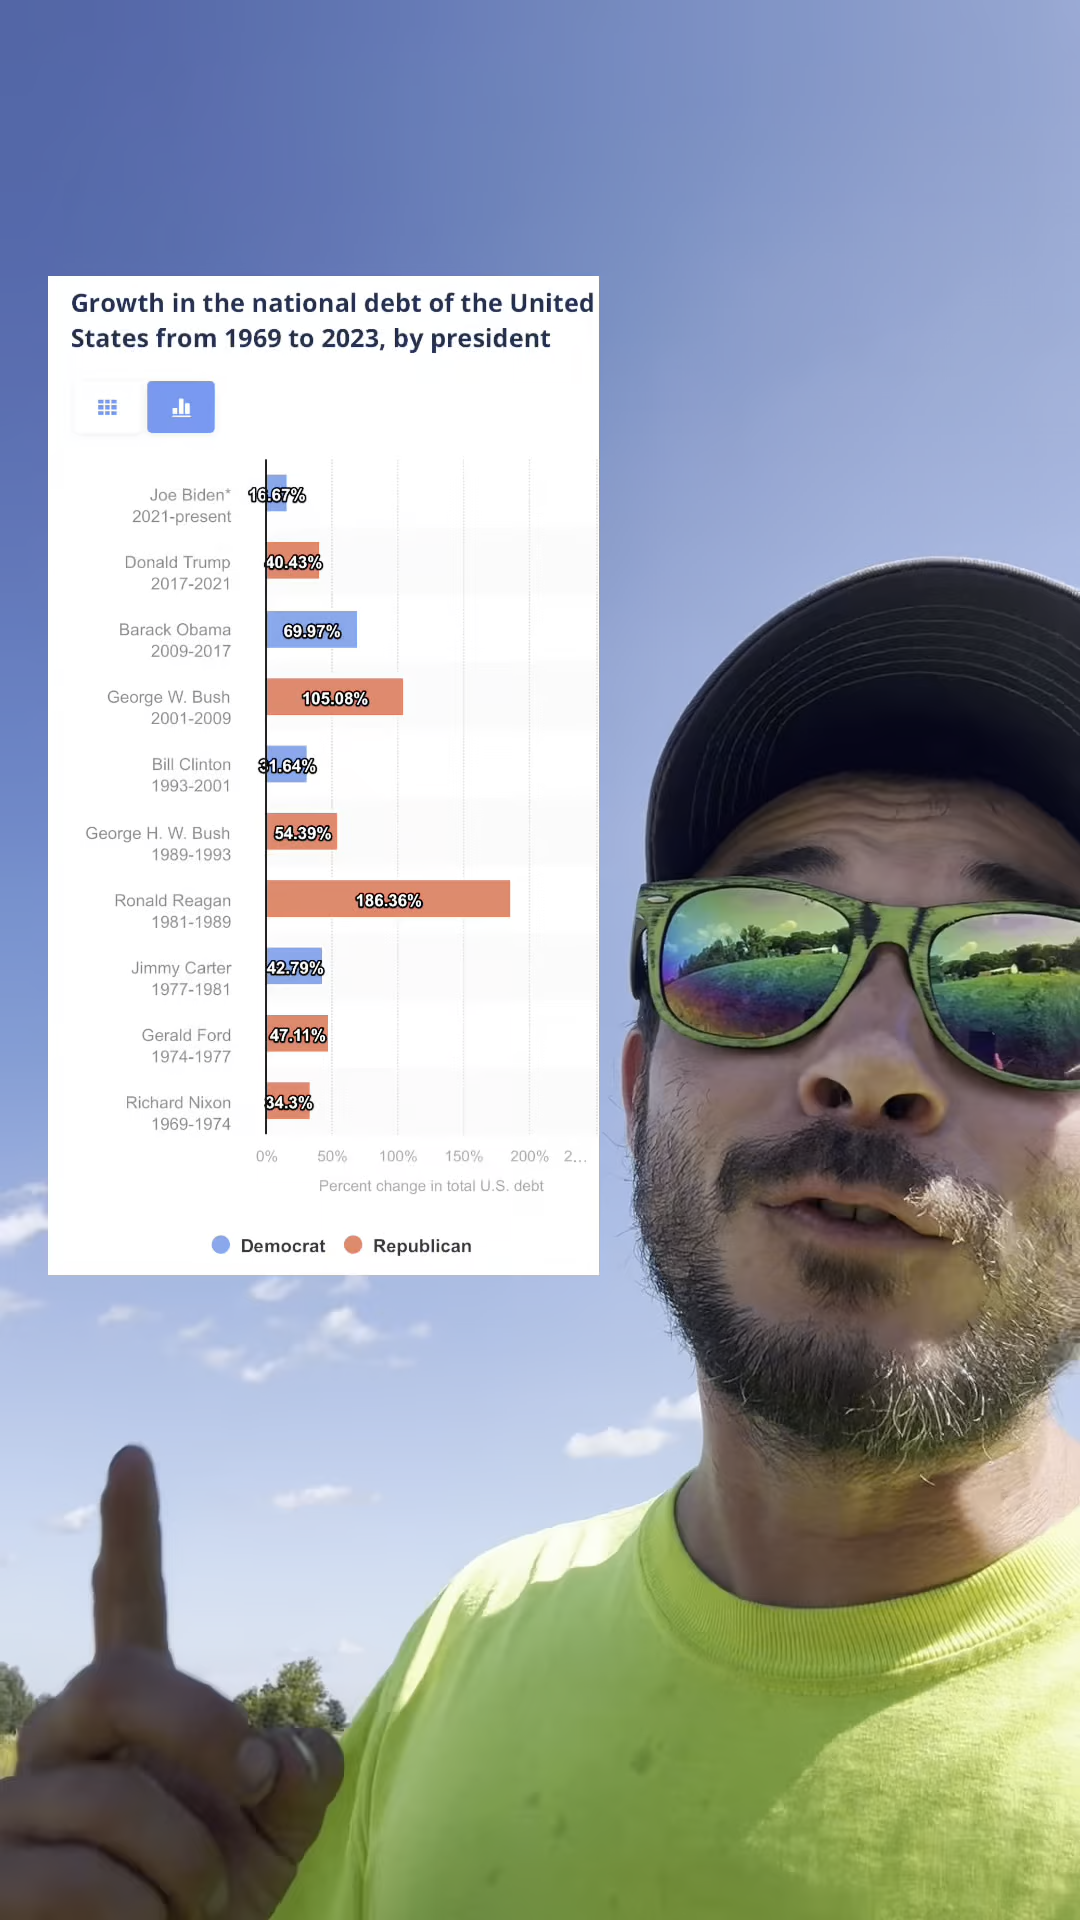 Growth in the national debt of the United
States from 1969 to 2023, by president
Joe Biden*
2021-present
16.67%
Donald Trump
2017-2021
40.43%
Barack Obama
2009-2017
69.97%
George W. Bush
2001-2009
105.08%
Bill Clinton
1993-2001
31.64%
George H. W. Bush
1989-1993
54.39%
Ronald Reagan
1981-1989
186.36%
Jimmy Carter
1977-1981
42.79%
Gerald Ford
1974-1977
47.11%
Richard Nixon
1969-1974
34.3%
0% 50% 100% 150% 200% 2...
Percent change in total U.S. debt
Democrat Republican